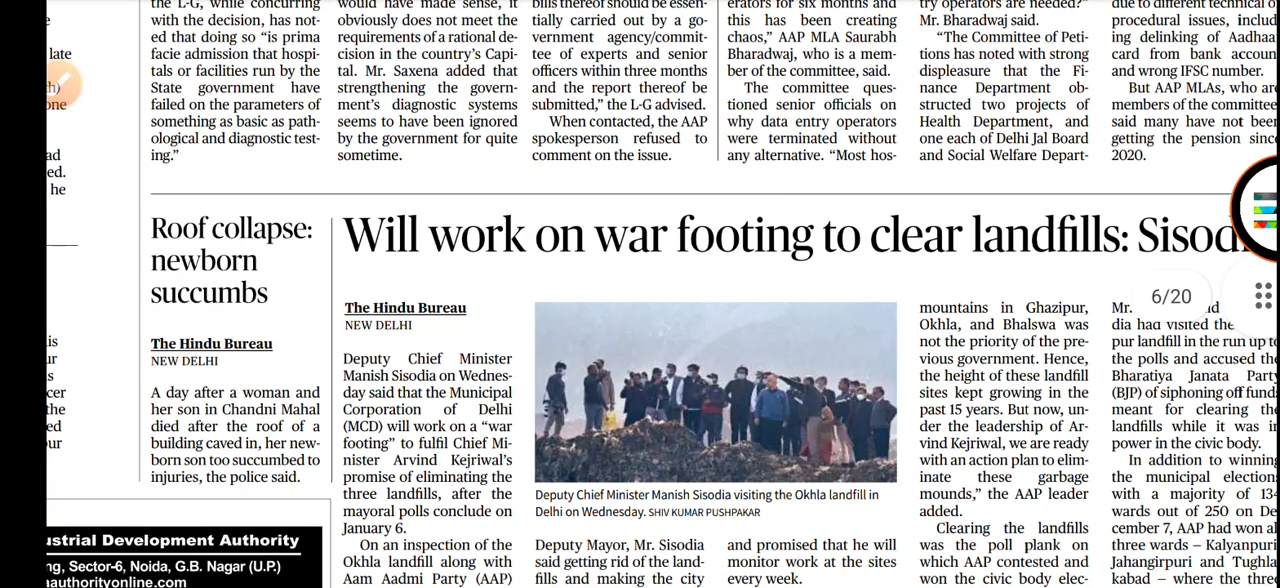 late
h)
one
ad
ed.
he
is
ur
s
cer
the
ed
ur
the L-G, while concurring
with the decision, has not-
ed that doing so “is prima
facie admission that hospi-
tals or facilities run by the
State government have
failed on the parameters of
something as basic as path-
ological and diagnostic test-
ing.”
would have made sense, it
obviously does not meet the
requirements of a rational de-
cision in the country’s Capi-
tal. Mr. Saxena added that
strengthening the govern-
ment’s diagnostic systems
seems to have been ignored
by the government for quite
sometime.
bills thereof should be essen-
tially carried out by a go-
vernment agency/commit-
tee of experts and senior
officers within three months
and the report thereof be
submitted,” the L-G advised.
When contacted, the AAP
spokesperson refused to
comment on the issue.
erators for six months and
this has been creating
chaos,” AAP MLA Saurabh
Bharadwaj, who is a mem-
ber of the committee, said.
The committee ques-
tioned senior officials on
why data entry operators
were terminated without
any alternative. “Most hos-
try operators are needed?”
Mr. Bharadwaj said.
“The Committee of Peti-
tions has noted with strong
displeasure that the Fi-
nance Department ob-
structed two projects of
Health Department, and
one each of Delhi Jal Board
and Social Welfare Depart-
due to different technical o
procedural issues, includ
ing delinking of Aadhaa
card from bank accoun
and wrong IFSC number.
But AAP MLAs, who are
members of the committee
said many have not been
getting the pension since
2020.
Roof collapse:
newborn
succumbs
The Hindu Bureau
NEW DELHI
A day after a woman and
her son in Chandni Mahal
died after the roof of a
building caved in, her new-
born son too succumbed to
injuries, the police said.
ustrial Development Authority
ng, Sector-6, Noida, G.B. Nagar (U.P.)
authorityonline.com
Will work on war footing to clear landfills: Sisod
The Hindu Bureau
NEW DELHI
Deputy Chief Minister
Manish Sisodia on Wednes-
day said that the Municipal
Corporation of Delhi
(MCD) will work on a “war
footing” to fulfil Chief Mi-
nister Arvind Kejriwal’s
promise of eliminating the
three landfills, after the
mayoral polls conclude on
January 6.
On an inspection of the
Okhla landfill along with
Aam Aadmi Party (AAP)
Deputy Chief Minister Manish Sisodia visiting the Okhla landfill in
Delhi on Wednesday. SHIV KUMAR PUSHPAKAR
Deputy Mayor, Mr. Sisodia
said getting rid of the land-
fills and making the city
and promised that he will
monitor work at the sites
every week.
mountains in Ghazipur,
Okhla, and Bhalswa was
not the priority of the pre-
vious government. Hence,
the height of these landfill
sites kept growing in the
past 15 years. But now, un-
der the leadership of Ar-
vind Kejriwal, we are ready
with an action plan to elim-
inate these garbage
mounds,” the AAP leader
added.
Clearing the landfills
was the poll plank on
which AAP contested and
won the civic body elec-
6/20
Mr. d
dia had visited the
pur landfill in the run up to
the polls and accused the
Bharatiya Janata Party
(BJP) of siphoning off fund
meant for clearing the
landfills while it was in
power in the civic body.
In addition to winning
the municipal election
with a majority of 13
wards out of 250 on De
cember 7, AAP had won al
three wards – Kalyanpur
Jahangirpuri and Tughla
kabad – where the thr